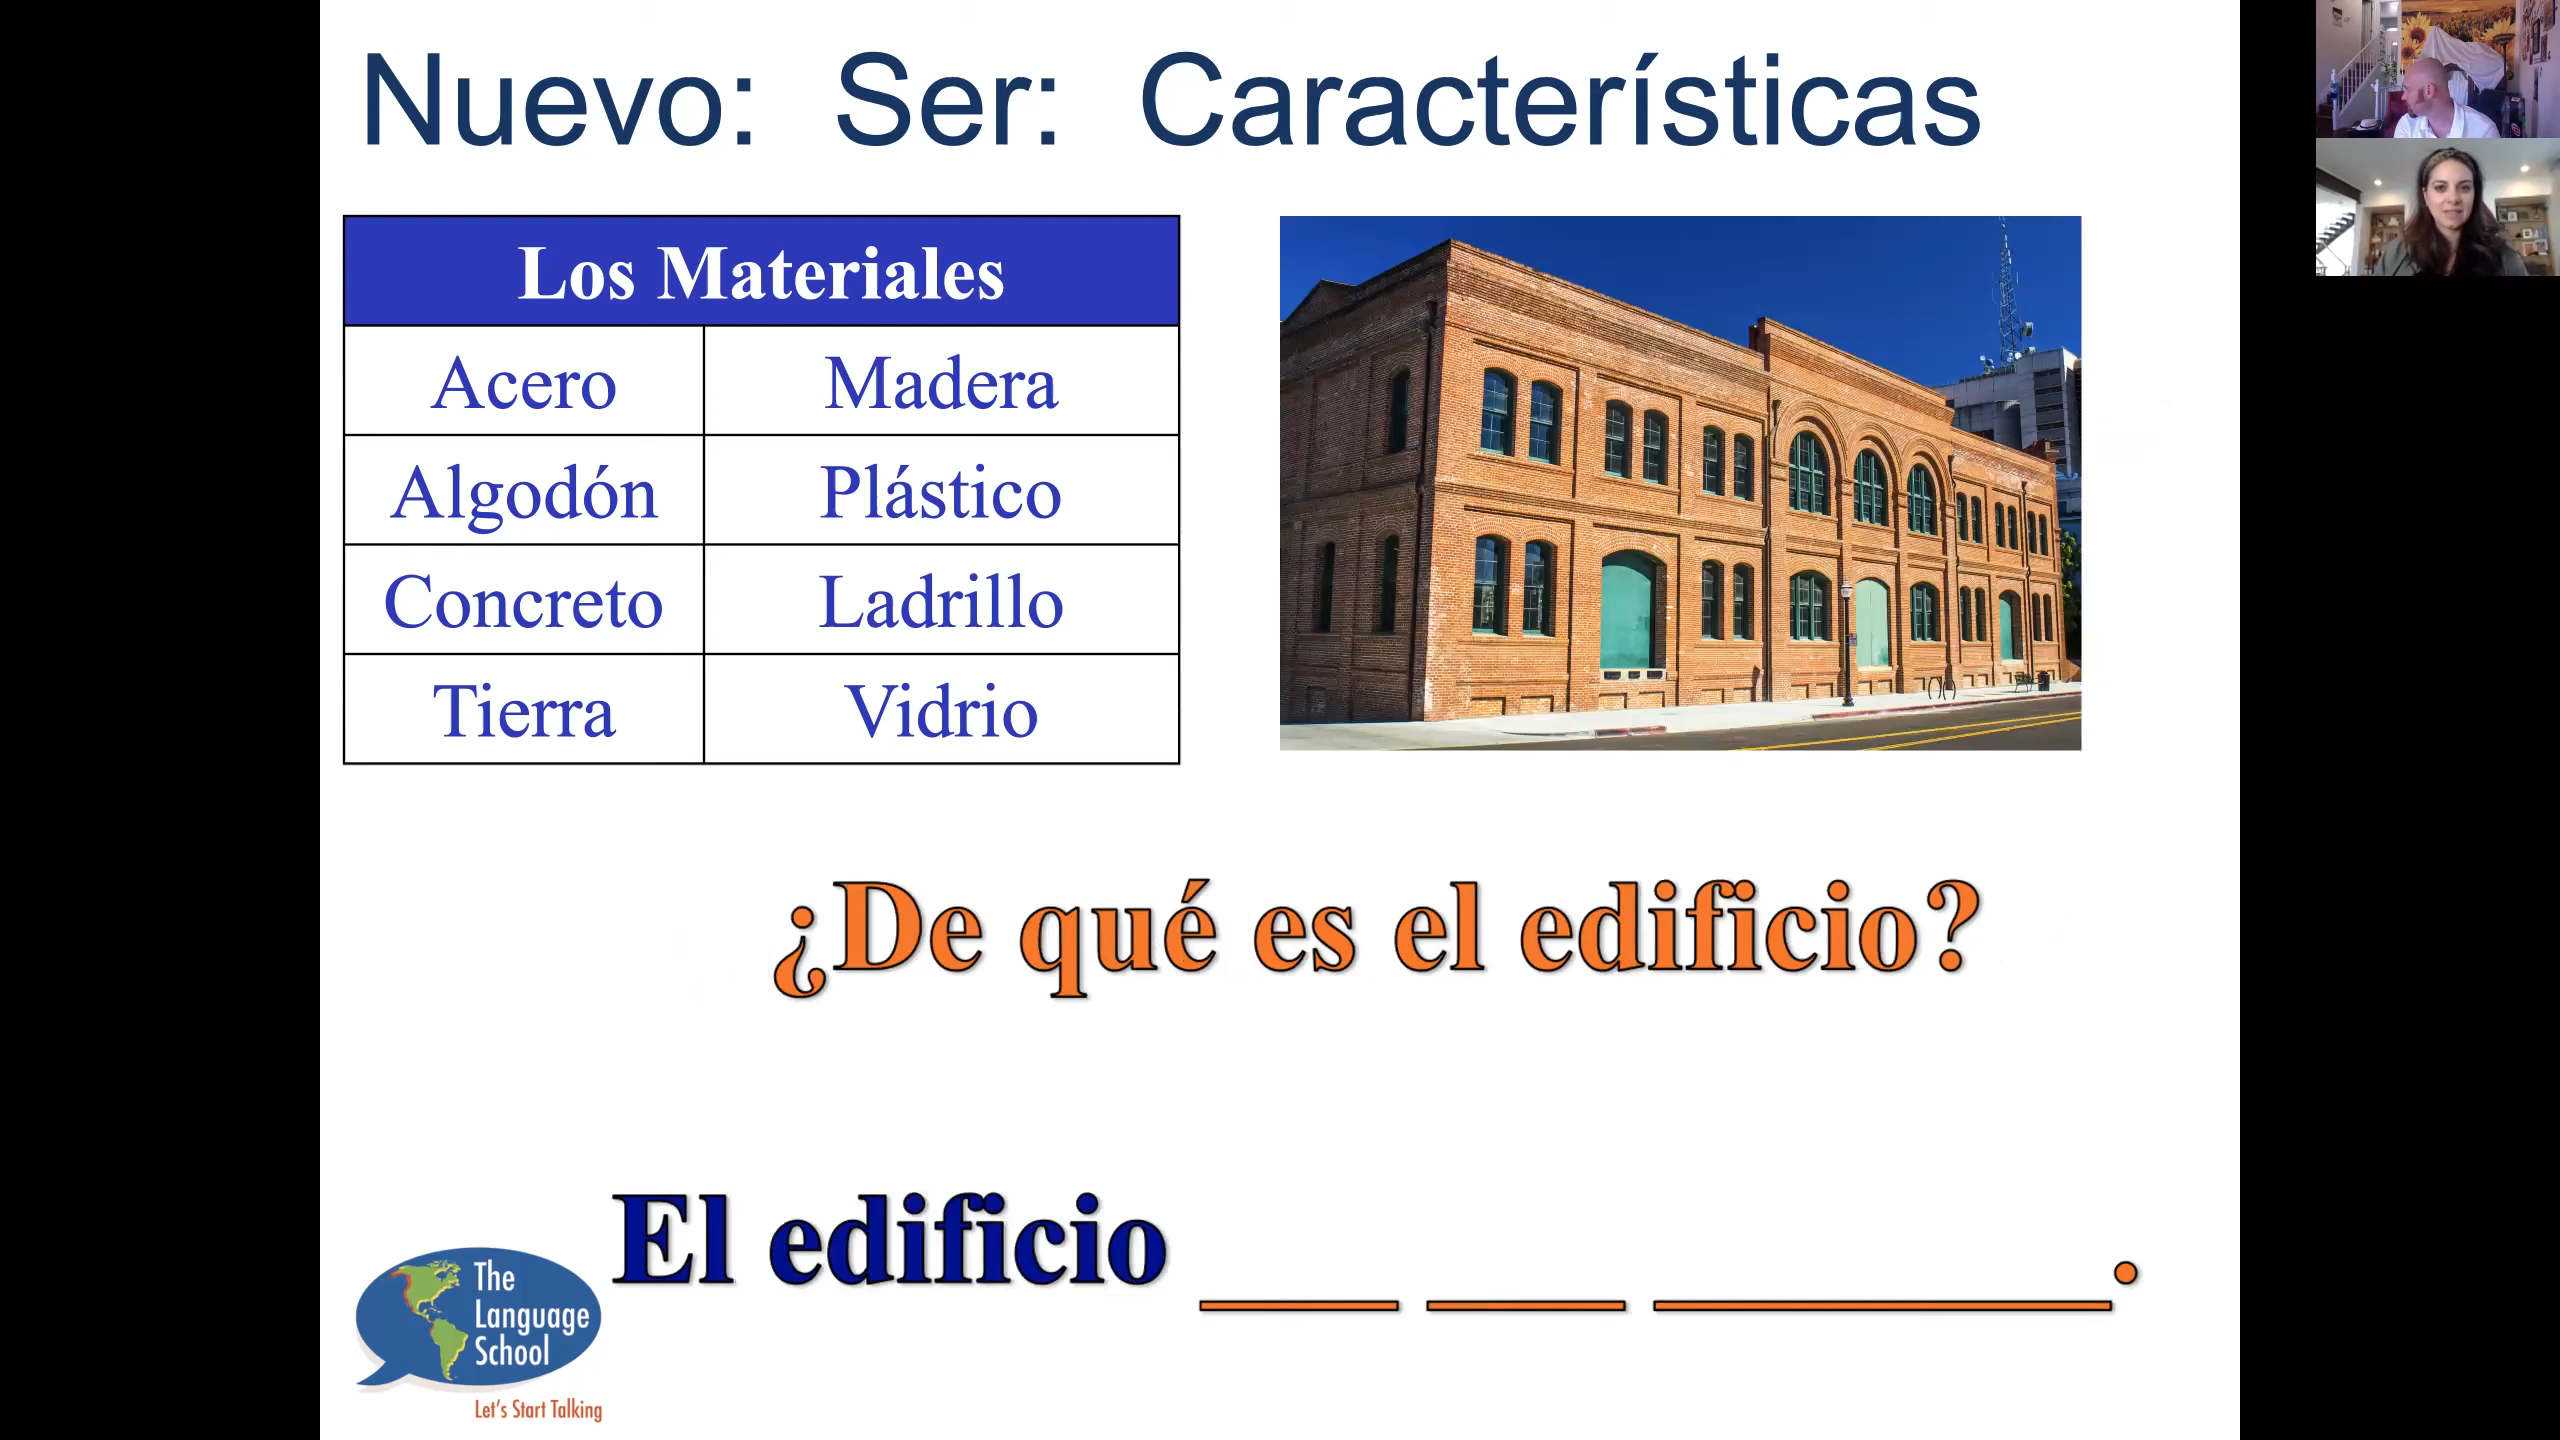 Nuevo: Ser: Características
Los Materiales
Acero Madera
Algodón Plástico
Concreto Ladrillo
Tierra Vidrio
¿De qué es el edificio?
El edificio ___ ___ _______.
The
Language
School
Let's Start Talking